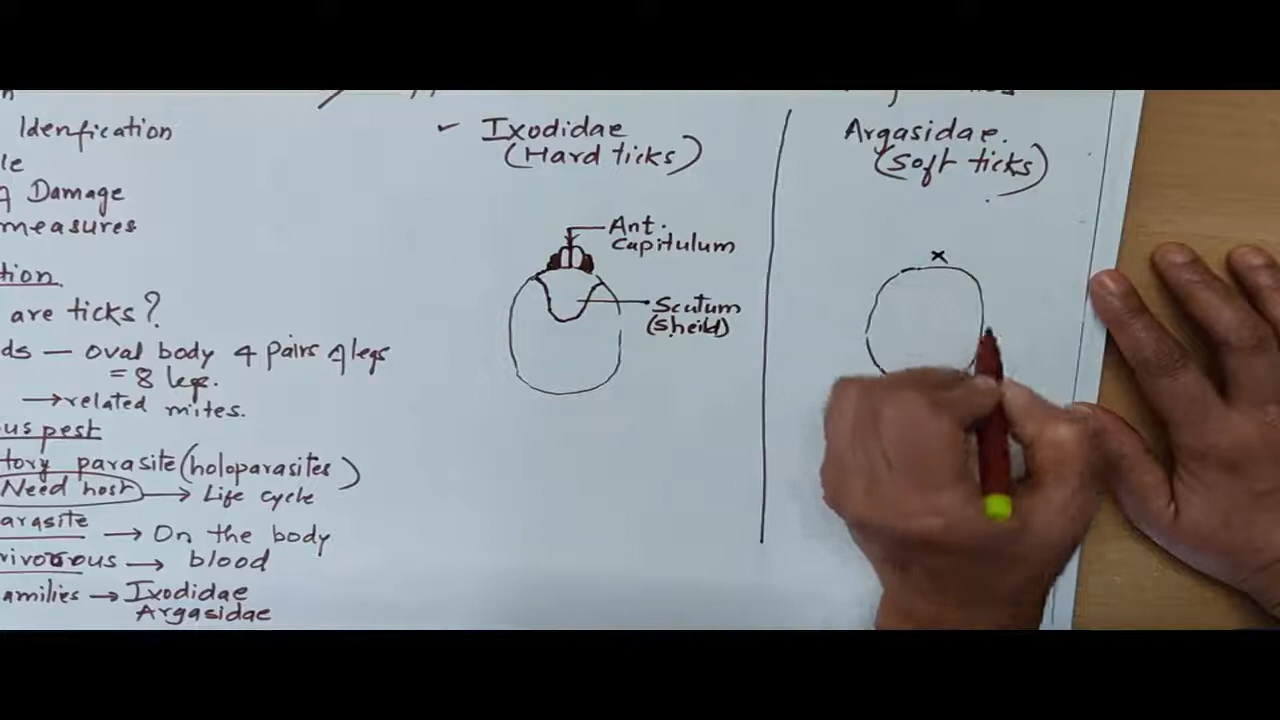 Idenfication
le
Damage
measures
tion
are ticks?
ds — oval body 4 pairs of legs
= 8 legs.
→ related mites.
us pest
tory parasite (holoparasites)
Need host → Life cycle
arasite → On the body
rivorous → blood
amilies → Ixodidae
Argasidae
✓ Ixodidae
(Hard ticks)
Ant.
Capitulum
Scutum
(Sheild)
Argasidae.
(Soft ticks)
x